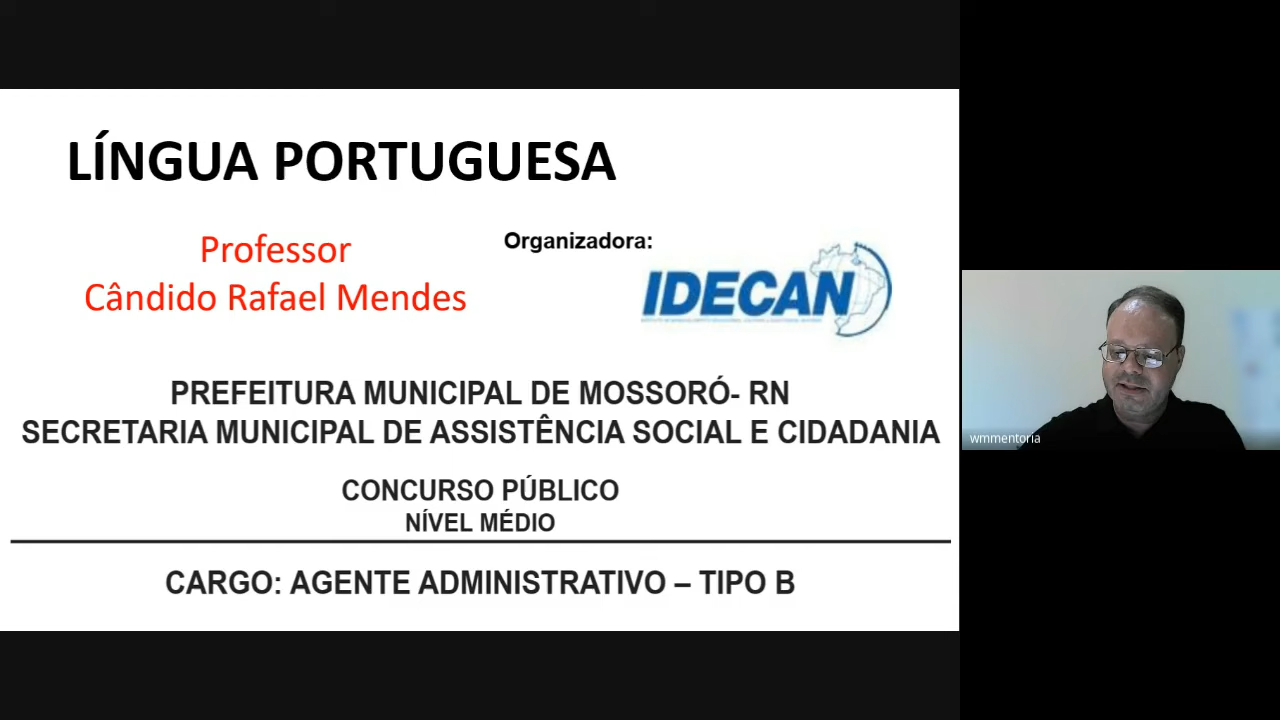 LÍNGUA PORTUGUESA
Professor
Cândido Rafael Mendes
Organizadora:
IDECAN
PREFEITURA MUNICIPAL DE MOSSORÓ- RN
SECRETARIA MUNICIPAL DE ASSISTÊNCIA SOCIAL E CIDADANIA
CONCURSO PÚBLICO
NÍVEL MÉDIO
CARGO: AGENTE ADMINISTRATIVO – TIPO B
wmmentoria